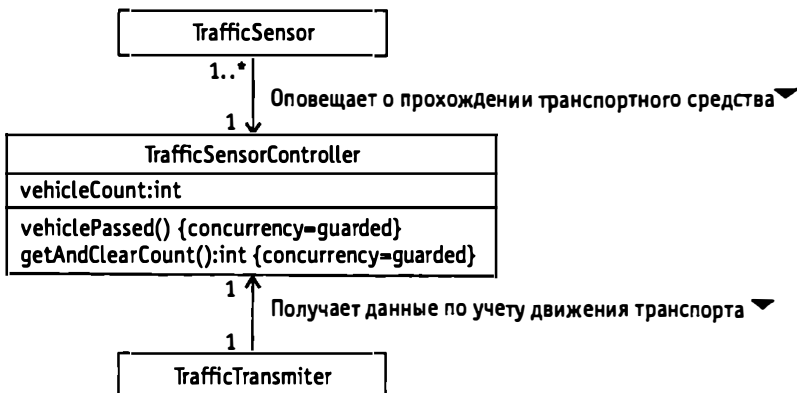 TrafficSensor
1..*
Оповещает о прохождении транспортного средства
1
TrafficSensorController
vehicleCount:int
vehiclePassed() {concurrency=guarded}
getAndClearCount():int {concurrency=guarded}
1
Получает данные по учету движения транспорта
1
TrafficTransmiter